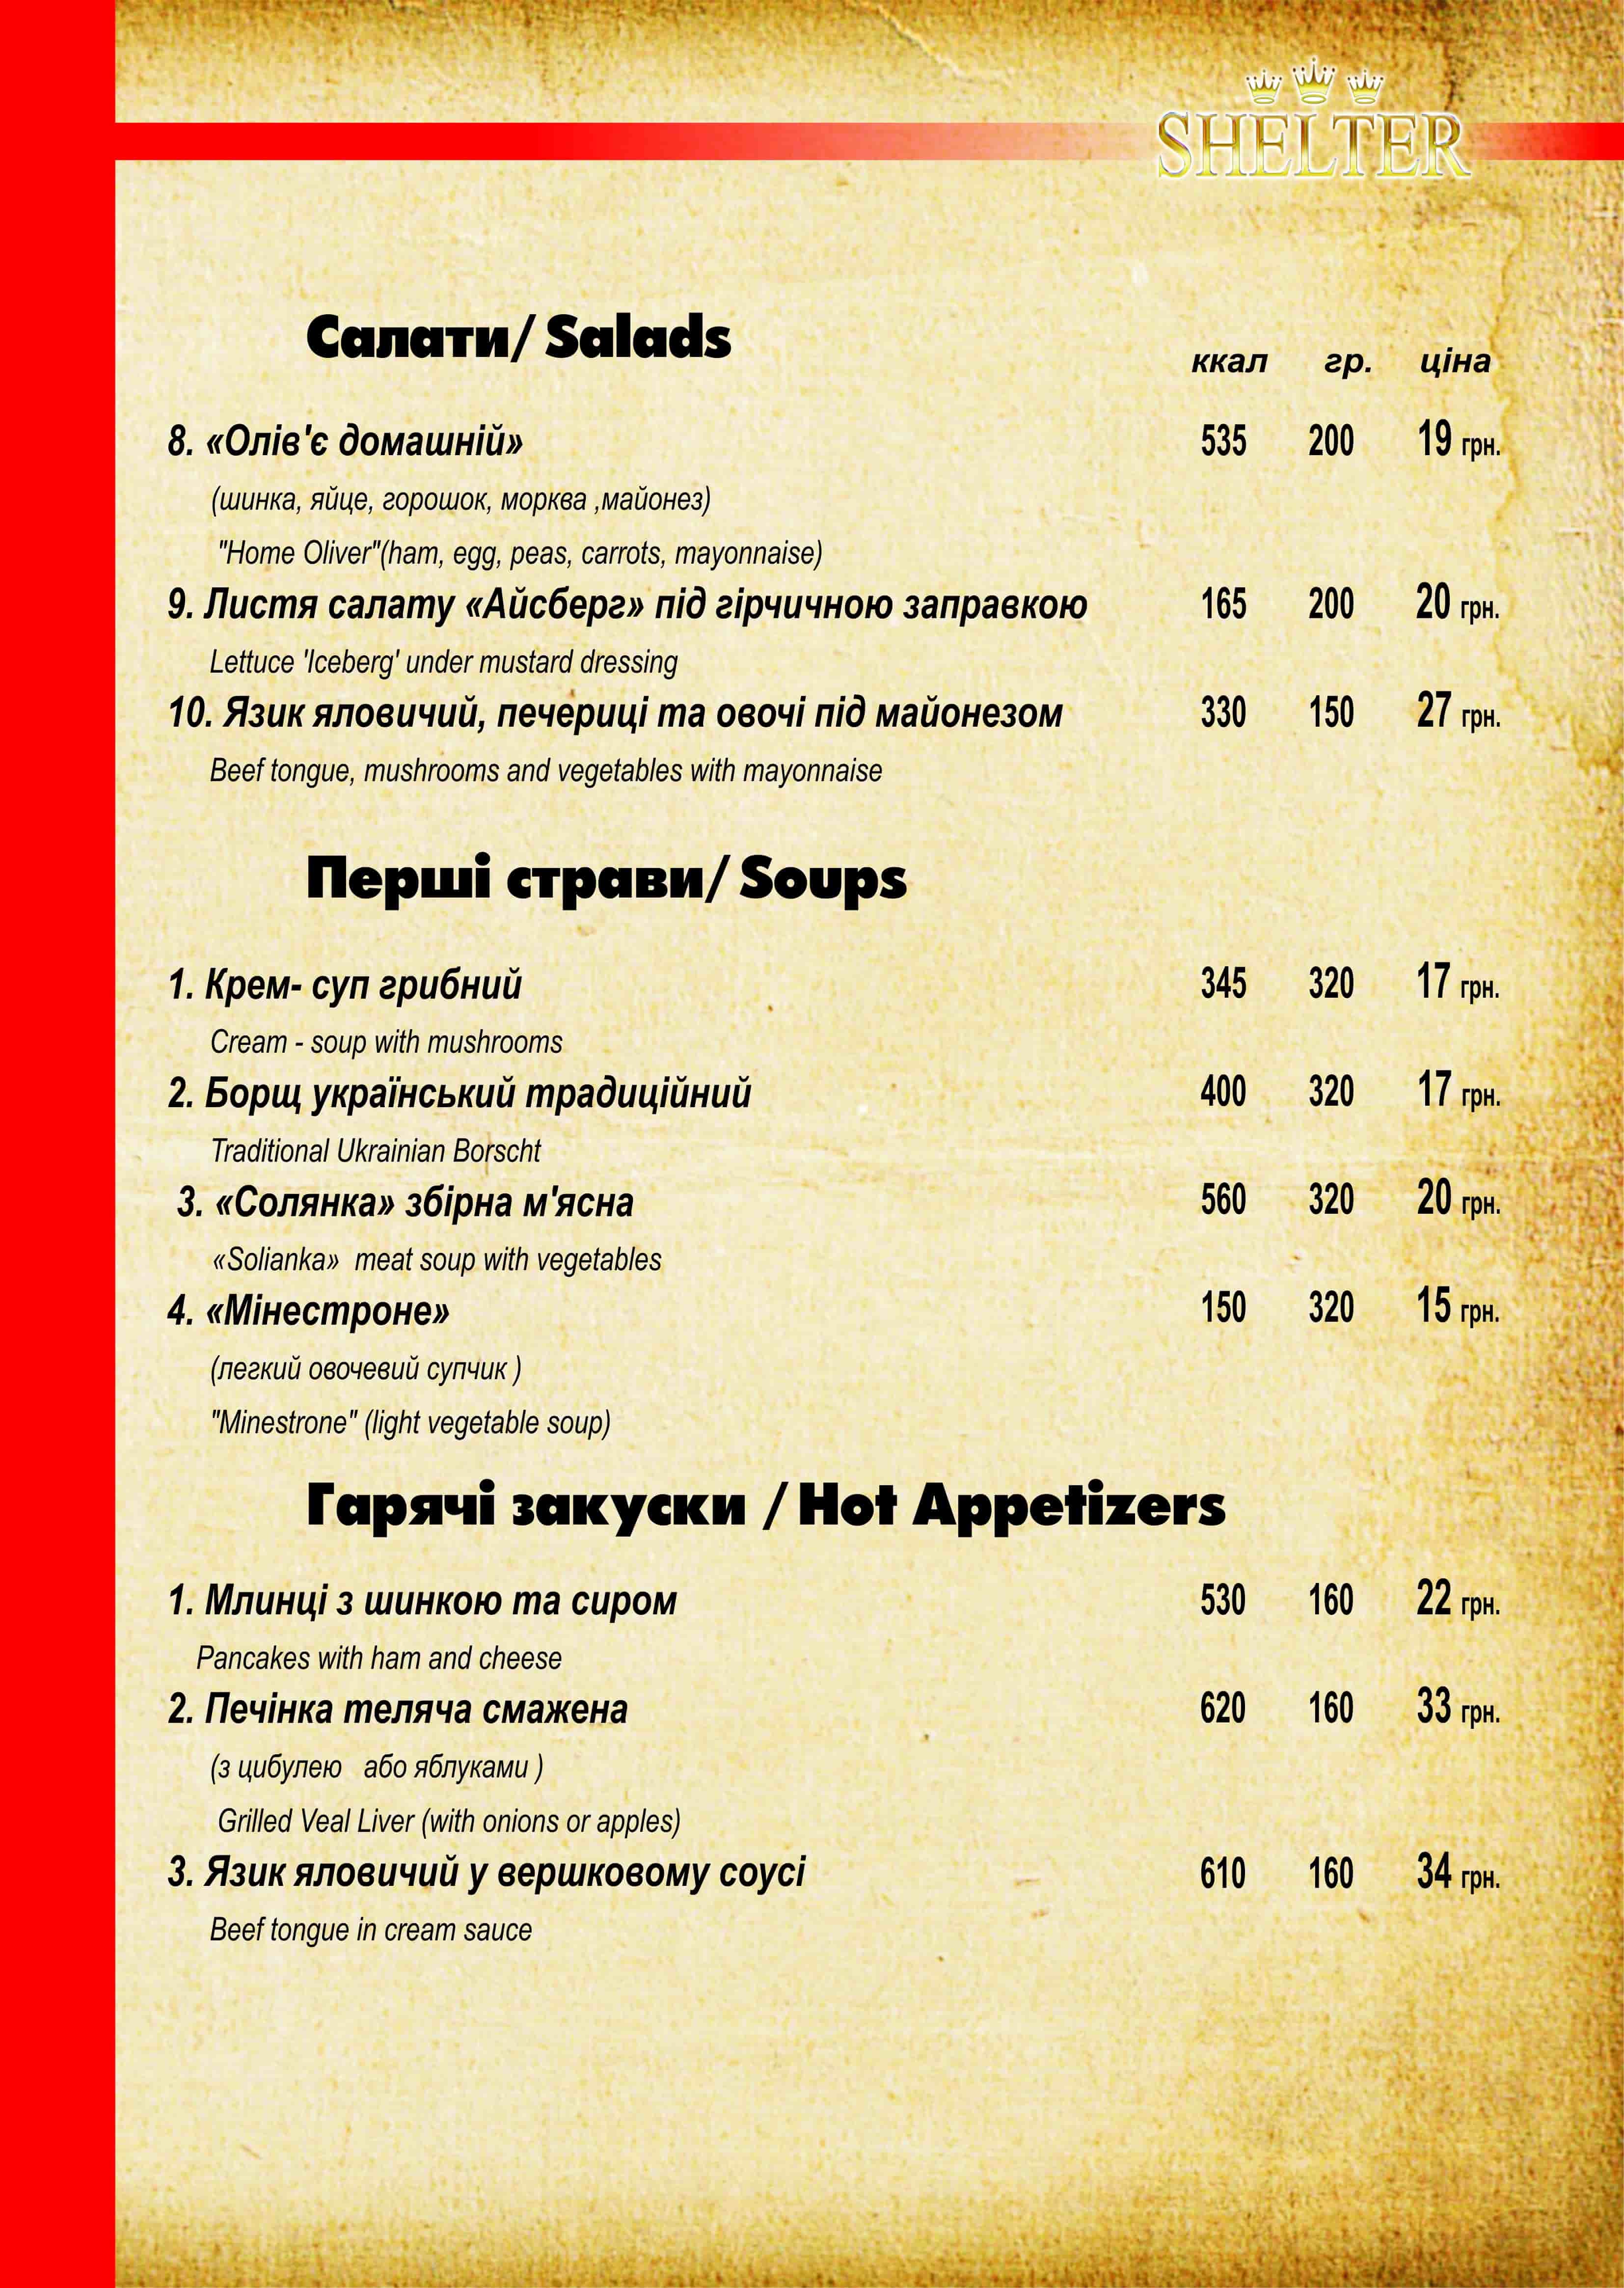 SHELTER
Салати/ Salads
ккал гр. ціна
8. «Олів'є домашній» 535 200 19 грн.
(шинка, яйце, горошок, морква ,майонез)
"Home Oliver"(ham, egg, peas, carrots, mayonnaise)
9. Листя салату «Айсберг» під гірчичною заправкою 165 200 20 грн.
Lettuce 'Iceberg' under mustard dressing
10. Язик яловичий, печериці та овочі під майонезом 330 150 27 грн.
Beef tongue, mushrooms and vegetables with mayonnaise
Перші страви/ Soups
1. Крем- суп грибний 345 320 17 грн.
Cream - soup with mushrooms
2. Борщ український традиційний 400 320 17 грн.
Traditional Ukrainian Borscht
3. «Солянка» збірна м'ясна 560 320 20 грн.
«Solianka» meat soup with vegetables
4. «Мінестроне» 150 320 15 грн.
(легкий овочевий супчик )
"Minestrone" (light vegetable soup)
Гарячі закуски / Hot Appetizers
1. Млинці з шинкою та сиром 530 160 22 грн.
Pancakes with ham and cheese
2. Печінка теляча смажена 620 160 33 грн.
(з цибулею або яблуками )
Grilled Veal Liver (with onions or apples)
3. Язик яловичий у вершковому соусі 610 160 34 грн.
Beef tongue in cream sauce